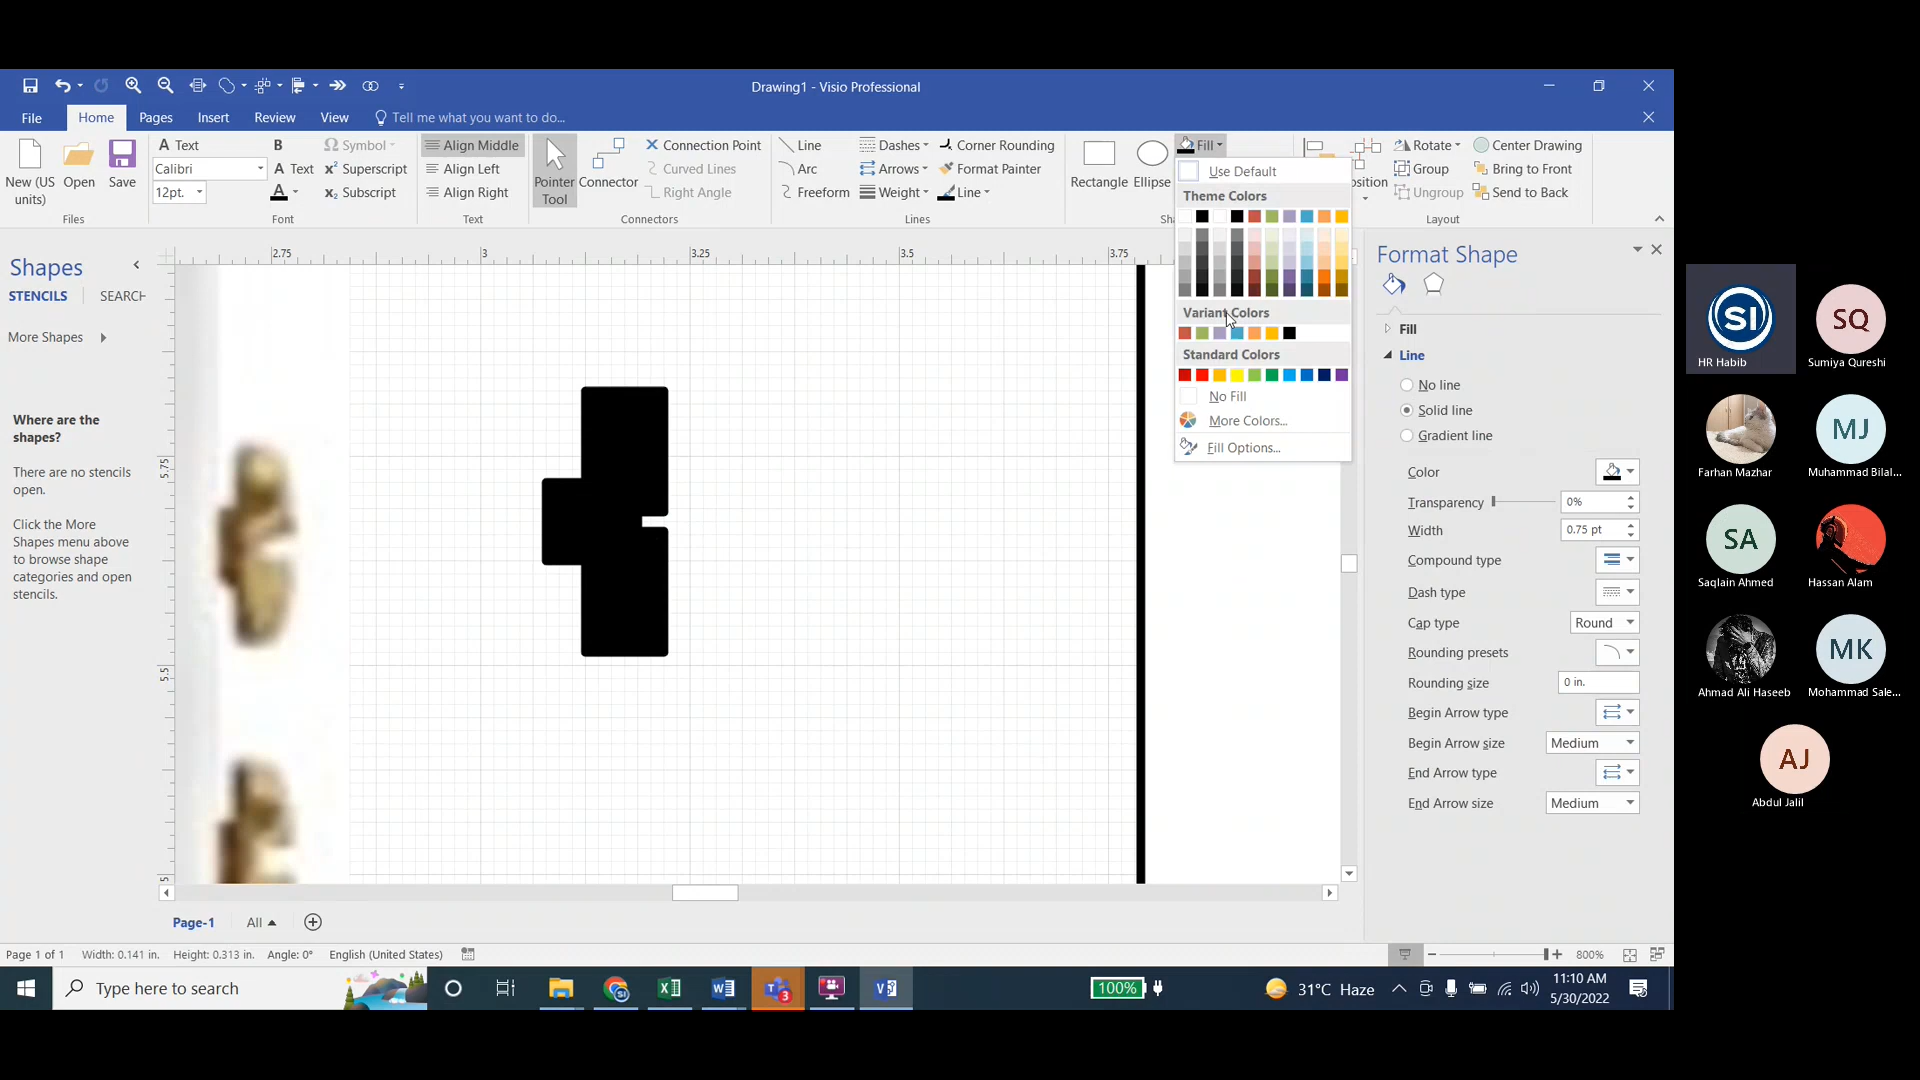 Drawing1 - Visio Professional
File
Home
Pages
Insert
Review
View
Tell me what you want to do...
New (US units)
Open
Save
Files
A Text
Calibri
12pt.
B
A Text
A
Symbol
Superscript
Subscript
Font
Align Middle
Align Left
Align Right
Text
Pointer Tool
Connector
Connection Point
Curved Lines
Right Angle
Connectors
Line
Arc
Freeform
Dashes
Arrows
Weight
Corner Rounding
Format Painter
Line
Lines
Rectangle
Ellipse
Fill
Rotate
Group
Ungroup
Center Drawing
Bring to Front
Send to Back
Layout
Use Default
Theme Colors
Variant Colors
Standard Colors
No Fill
More Colors...
Fill Options...
Shapes
STENCILS
SEARCH
More Shapes
Where are the
shapes?
There are no stencils
open.
Click the More
Shapes menu above
to browse shape
categories and open
stencils.
2.75
3
3.25
3.5
3.75
5.75
5.5
5
Format Shape
Fill
Line
No line
Solid line
Gradient line
Color
Transparency
0%
Width
0.75 pt
Compound type
Dash type
Cap type
Round
Rounding presets
Rounding size
0 in.
Begin Arrow type
Begin Arrow size
Medium
End Arrow type
End Arrow size
Medium
Page-1
All
Page 1 of 1
Width: 0.141 in.
Height: 0.313 in.
Angle: 0°
English (United States)
800%
Type here to search
3
100%
31°C Haze
11:10 AM
5/30/2022
SI
HR Habib
SQ
Sumiya Qureshi
Farhan Mazhar
MJ
Muhammad Bilal...
SA
Saqlain Ahmed
Hassan Alam
Ahmad Ali Haseeb
MK
Mohammad Sale...
AJ
Abdul Jalil